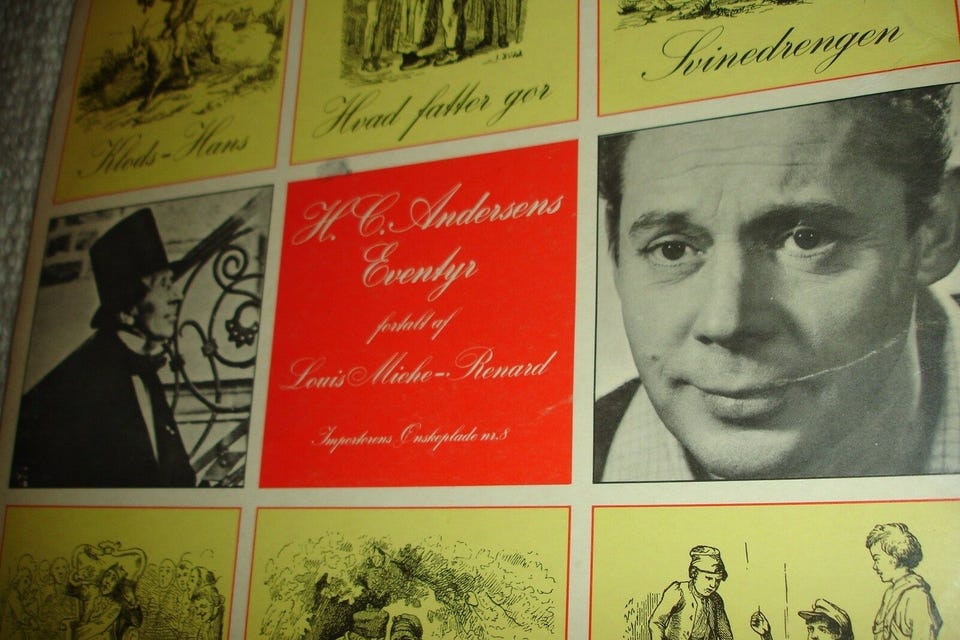 Klods-Hans
Hvad fatter gør
Svinedrengen
H. C. Andersens
Eventyr
fortalt af
Louis Miehe-Renard
Importørens Ønskeplade nr. 8